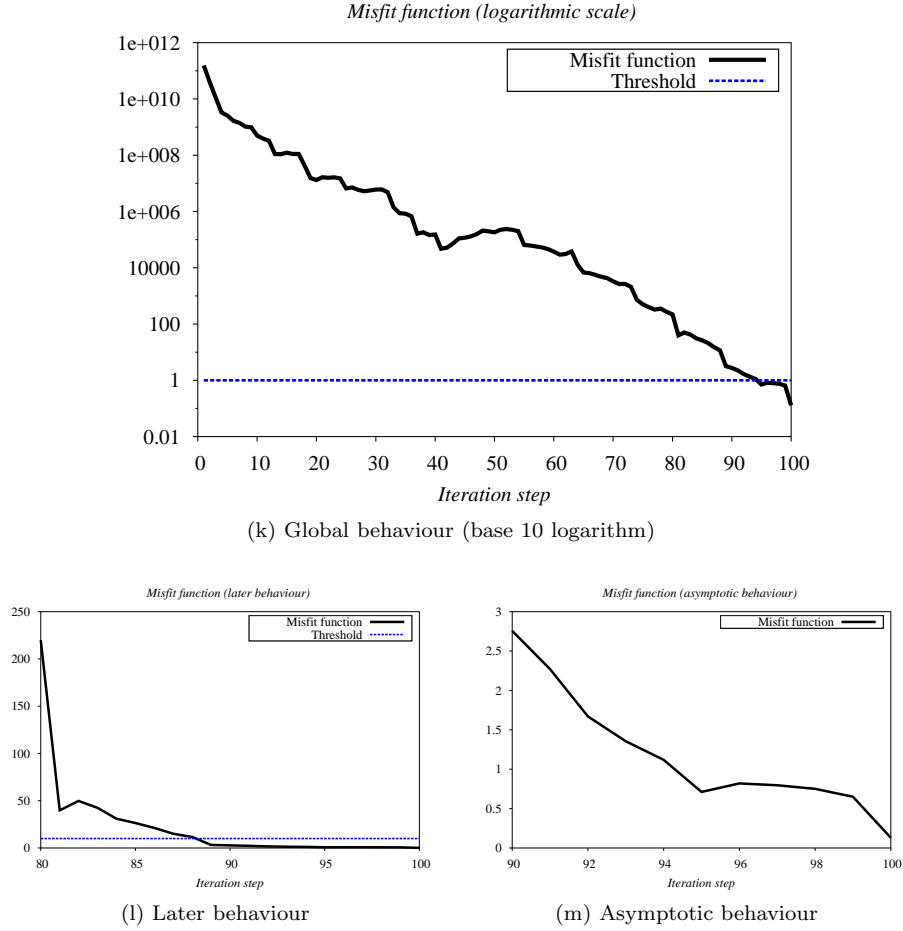 Misfit function (logarithmic scale)
1e+012
1e+010
1e+008
1e+006
10000
100
1
0.01
Misfit function
Threshold
0 10 20 30 40 50 60 70 80 90 100
Iteration step
(k) Global behaviour (base 10 logarithm)
Misfit function (later behaviour)
250
200
150
100
50
0
Misfit function
Threshold
80 85 90 95 100
Iteration step
(l) Later behaviour
Misfit function (asymptotic behaviour)
3
2.5
2
1.5
1
0.5
0
Misfit function
90 92 94 96 98 100
Iteration step
(m) Asymptotic behaviour